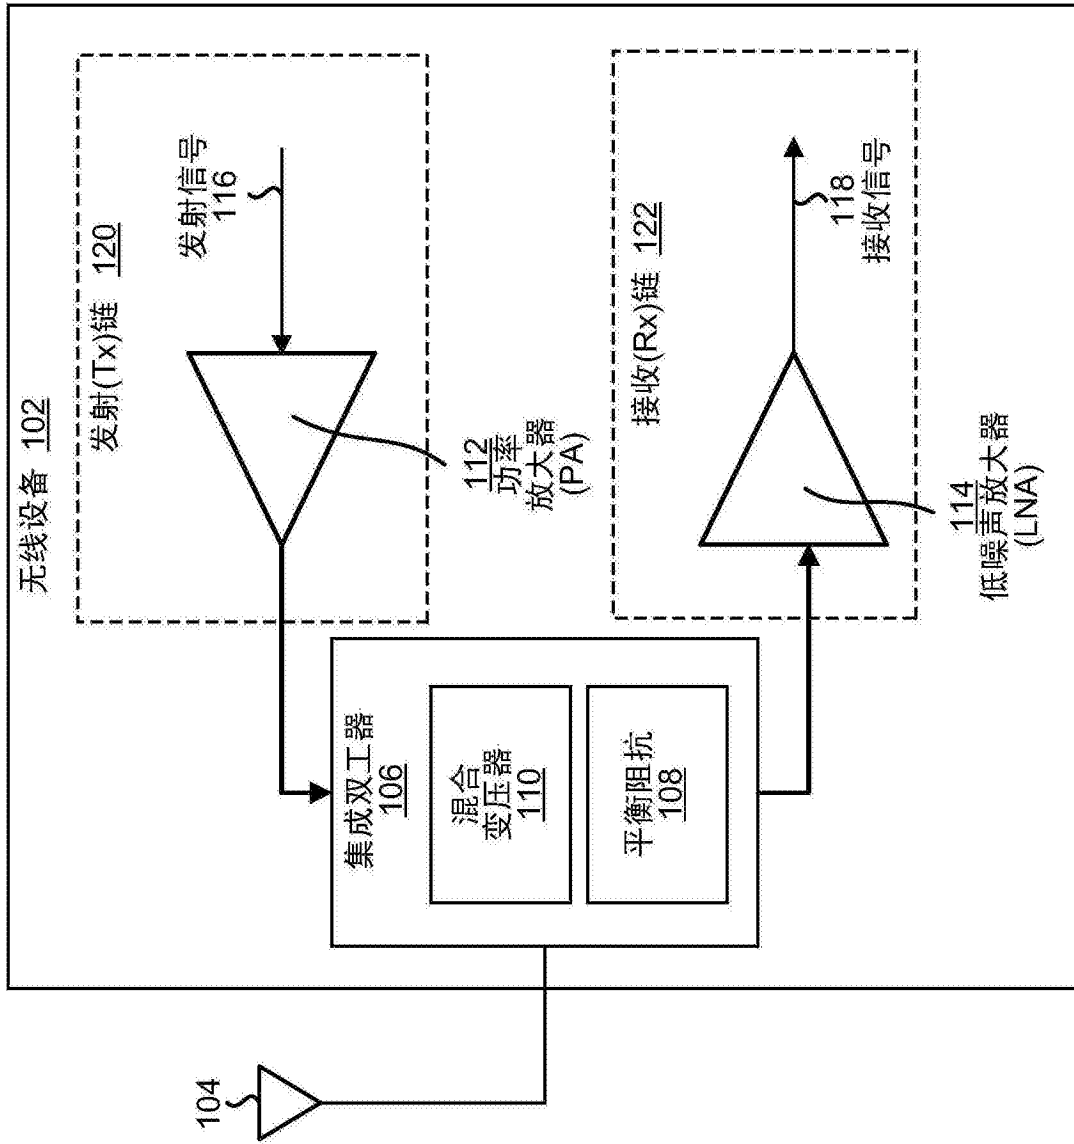 无线设备 102
发射(Tx)链 120
发射信号
116
112
功率
放大器
(PA)
集成双工器
106
混合
变压器
110
平衡阻抗
108
接收(Rx)链 122
118
接收信号
114
低噪声放大器
(LNA)
104